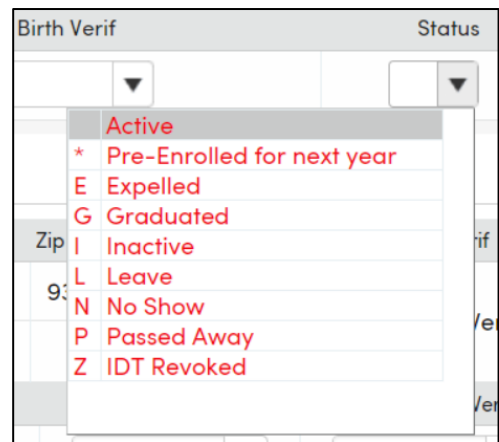 Birth Verif Status
Active
* Pre-Enrolled for next year
E Expelled
G Graduated
I Inactive
L Leave
N No Show
P Passed Away
Z IDT Revoked
Zip